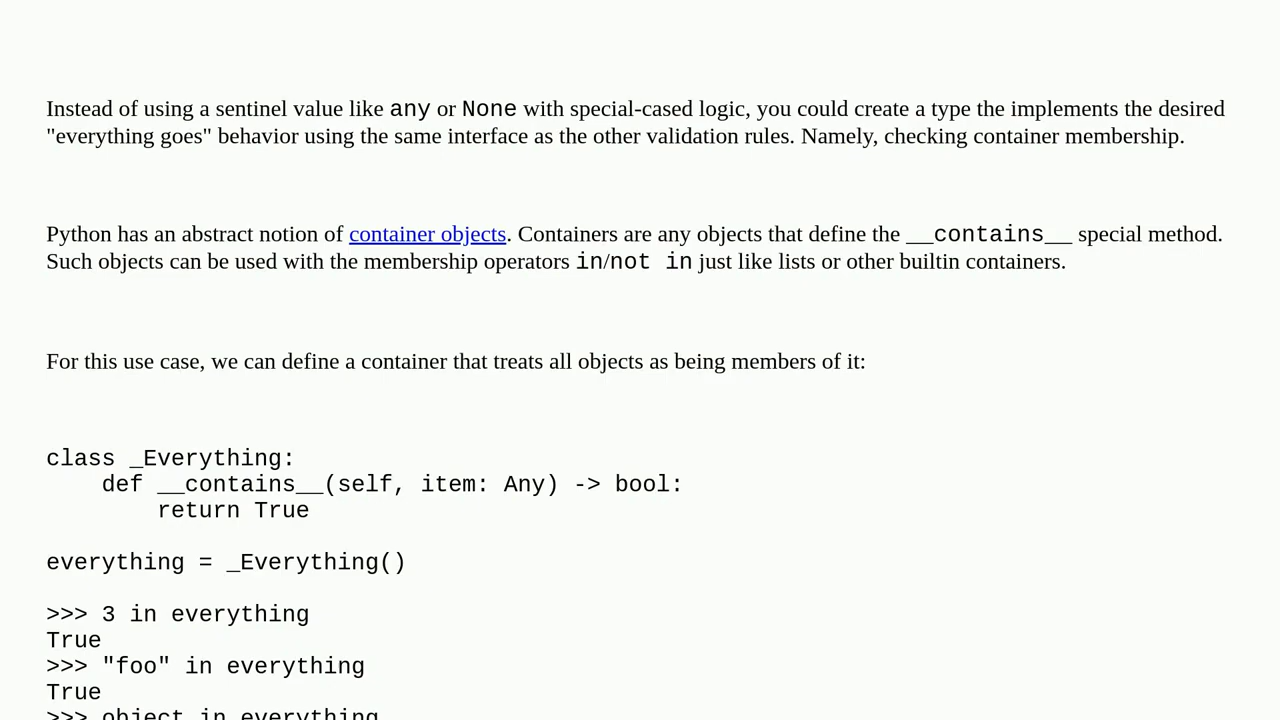 Instead of using a sentinel value like any or None with special-cased logic, you could create a type the implements the desired
"everything goes" behavior using the same interface as the other validation rules. Namely, checking container membership.
Python has an abstract notion of container objects. Containers are any objects that define the __contains__ special method.
Such objects can be used with the membership operators in/not in just like lists or other builtin containers.
For this use case, we can define a container that treats all objects as being members of it:
class _Everything:
    def __contains__(self, item: Any) -> bool:
        return True
everything = _Everything()
>>> 3 in everything
True
>>> "foo" in everything
True
>>> object in everything